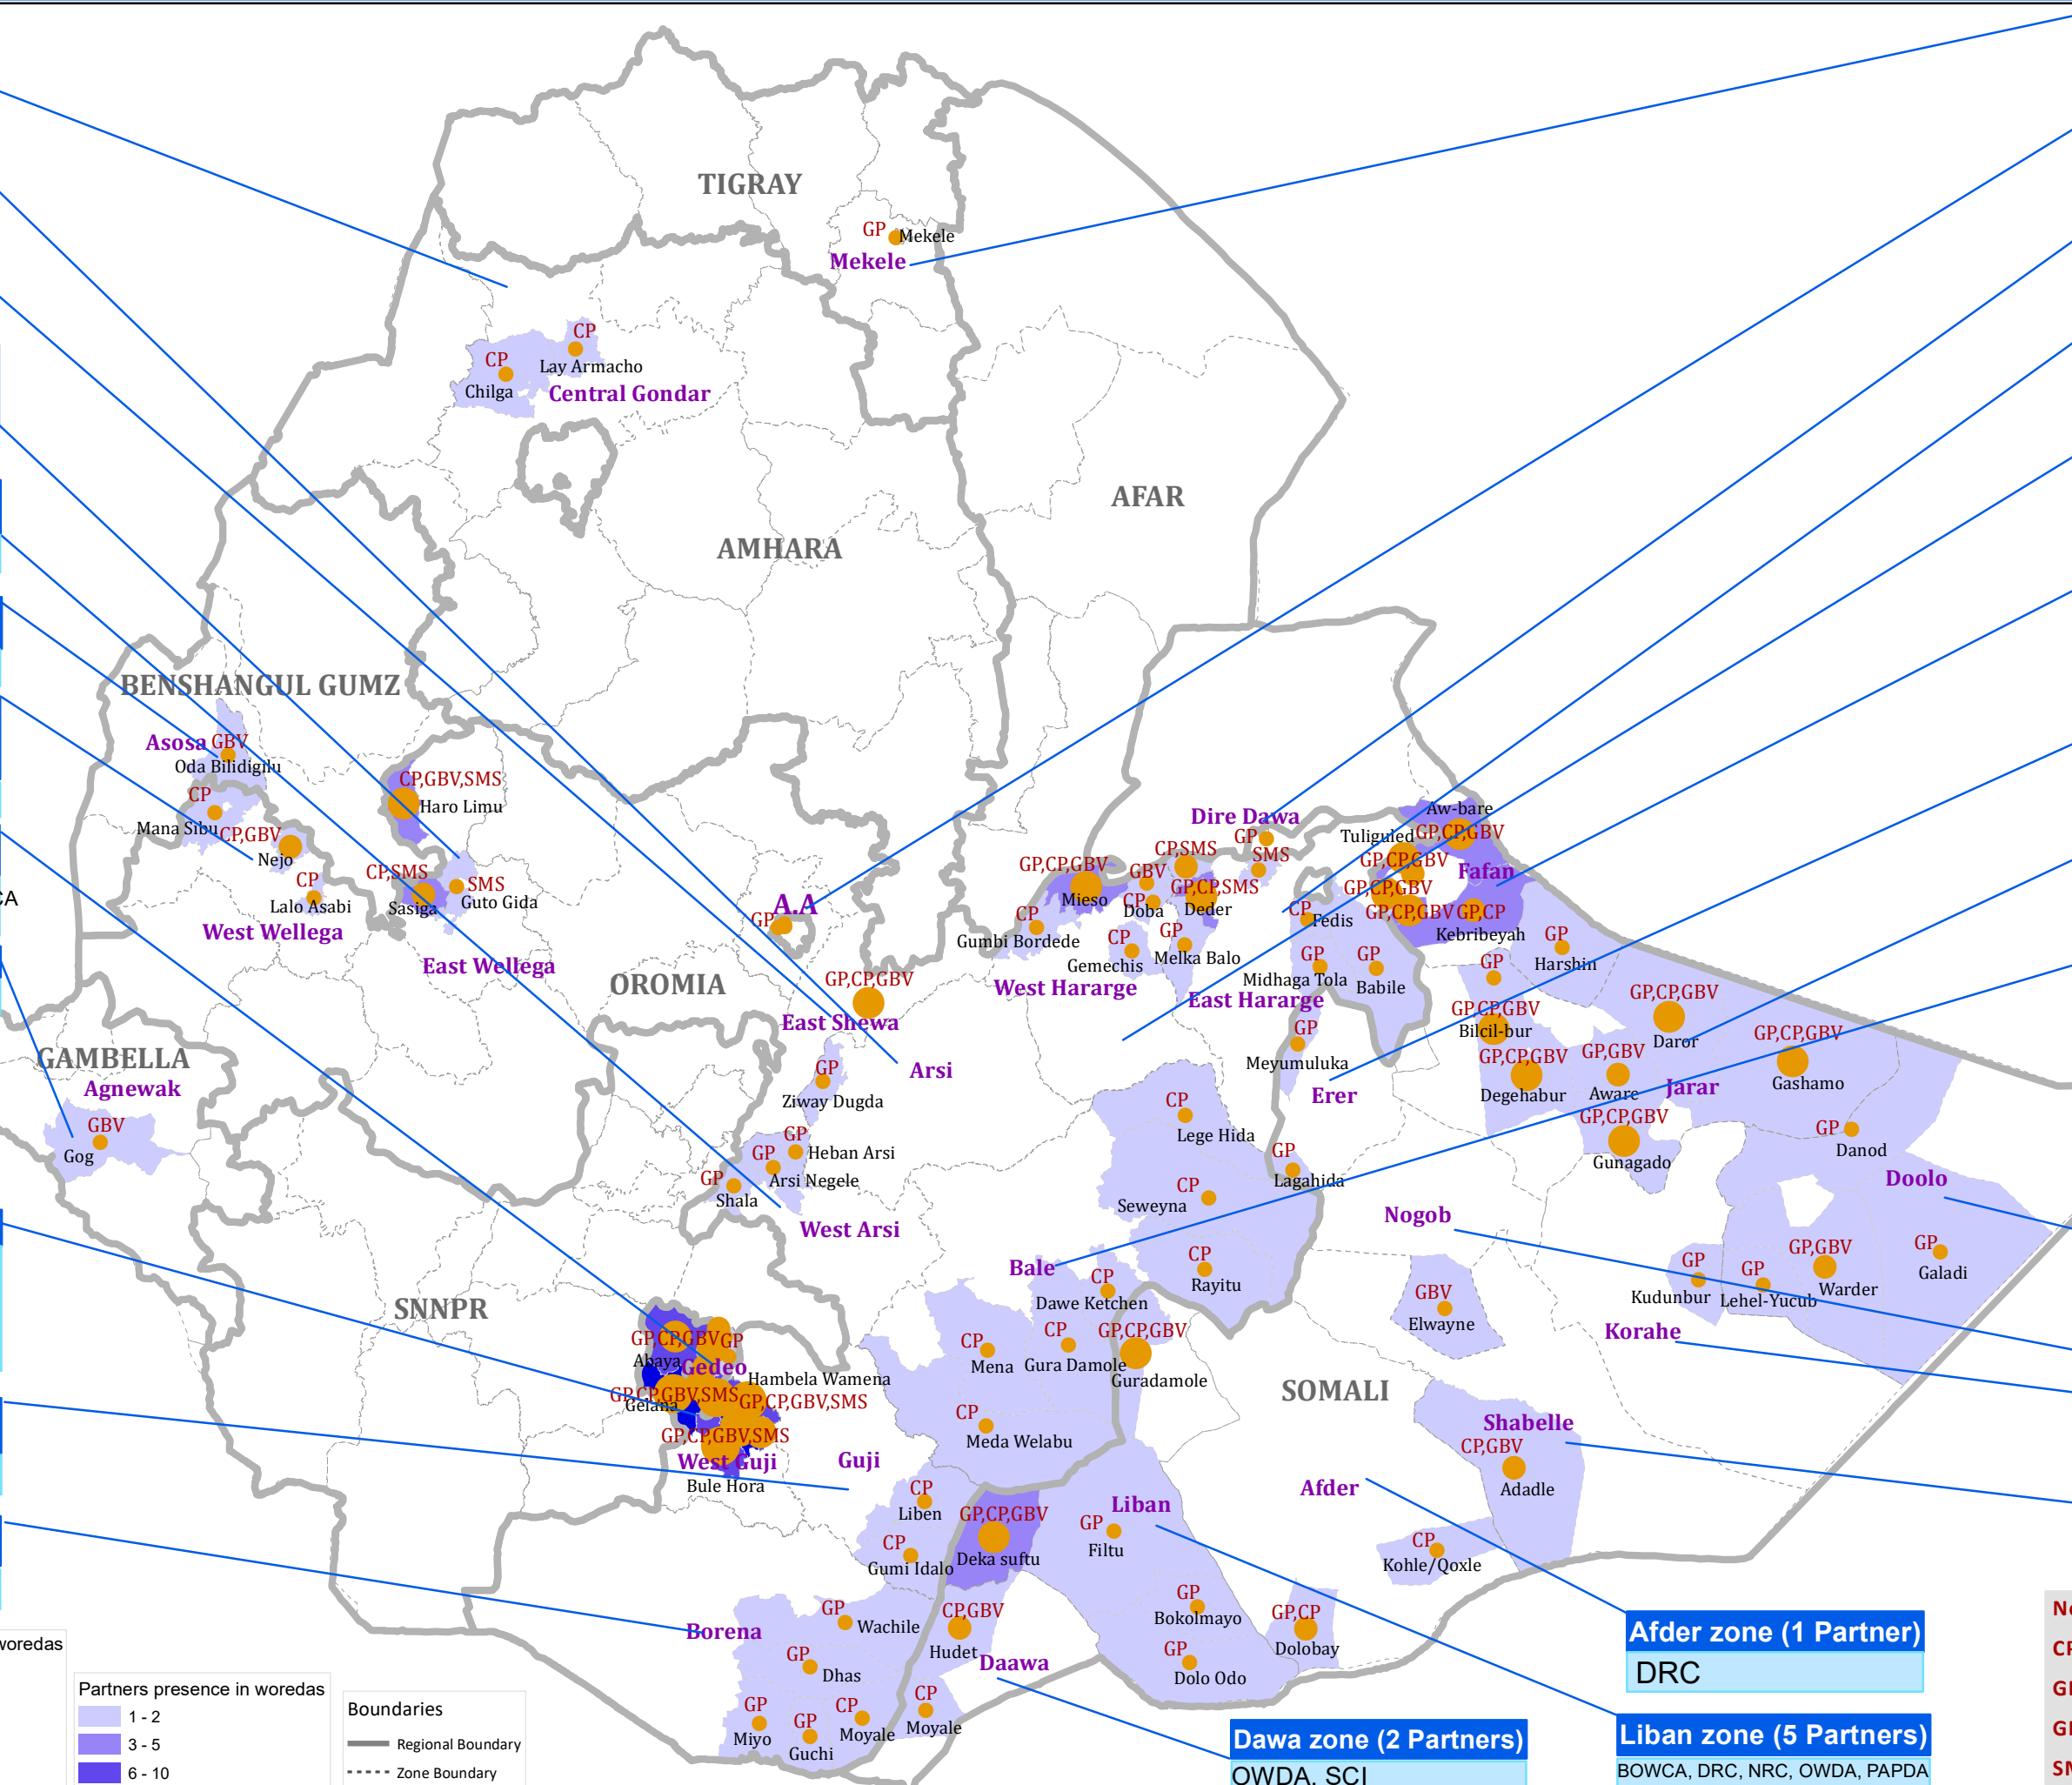 TIGRAY
GP
Mekele
Mekele
CP
Lay Armacho
CP
Chilga
Central Gondar
AFAR
AMHARA
BENSHANGUL GUMZ
Asosa
GBV
Oda Bilidigilu
CP
Mana Sibu
CP,GBV
Nejo
CP
Lalo Asabi
West Wellega
CP,GBV,SMS
Haro Limu
CP,SMS
Sasiga
SMS
Guto Gida
East Wellega
A.A
GP
OROMIA
GP,CP,GBV
East Shewa
Arsi
GP
Ziway Dugda
GP
Heban Arsi
GP
Arsi Negele
GP
Shala
West Arsi
GAMBELLA
Agnewak
GBV
Gog
GP,CP,GBV
Mieso
CP
Gumbi Bordede
GBV
CP
Doba
CP,SMS
GP,CP,SMS
Deder
CP
Gemechis
GP
Melka Balo
West Hararge
Dire Dawa
GP
SMS
CP
Fedis
GP
Midhaga Tola
GP
Babile
East Hararge
GP
Meyumuluka
Erer
Aw-bare
GP,CP,GBV
Tuliguled
GP,CP,GBV
Fafan
GP,CP,GBV
GP,CP,GBV
GP,CP
Kebribeyah
GP
Harshin
GP
GP,CP,GBV
Bilcil-bur
GP,CP,GBV
Degehabur
GP,GBV
Aware
GP,CP,GBV
Daror
GP,CP,GBV
Gashamo
Jarar
GP,CP,GBV
Gunagado
GP
Danod
Doolo
CP
Lege Hida
GP
Lagahida
CP
Seweyna
CP
Rayitu
Nogob
GBV
Elwayne
GP
Kudunbur
GP
Lehel-Yucub
GP,GBV
Warder
GP
Galadi
Korahe
Bale
CP
Dawe Ketchen
CP
Mena
CP
Gura Damole
GP,CP,GBV
Guradamole
CP
Meda Welabu
SOMALI
Shabelle
CP,GBV
Adadle
SNNPR
GP,CP,GBV
GP
Abaya
Gedeo
Hambela Wamena
GP,CP,GBV,SMS
Gelana
GP,CP,GBV,SMS
GP,CP,GBV,SMS
West Guji
Bule Hora
Guji
CP
Liben
CP
Gumi Idalo
GP,CP,GBV
Deka suftu
Liban
GP
Filtu
Afder
CP
Kohle/Qoxle
GP
Bokolmayo
GP
Dolo Odo
GP,CP
Dolobay
Borena
GP
Wachile
GP
Dhas
GP
Miyo
GP
Guchi
CP
Moyale
CP
Moyale
CP,GBV
Hudet
Daawa
Afder zone (1 Partner)
DRC
Dawa zone (2 Partners)
OWDA, SCI
Liban zone (5 Partners)
BOWCA, DRC, NRC, OWDA, PAPDA
woredas
Partners presence in woredas
1 - 2
3 - 5
6 - 10
Boundaries
Regional Boundary
Zone Boundary